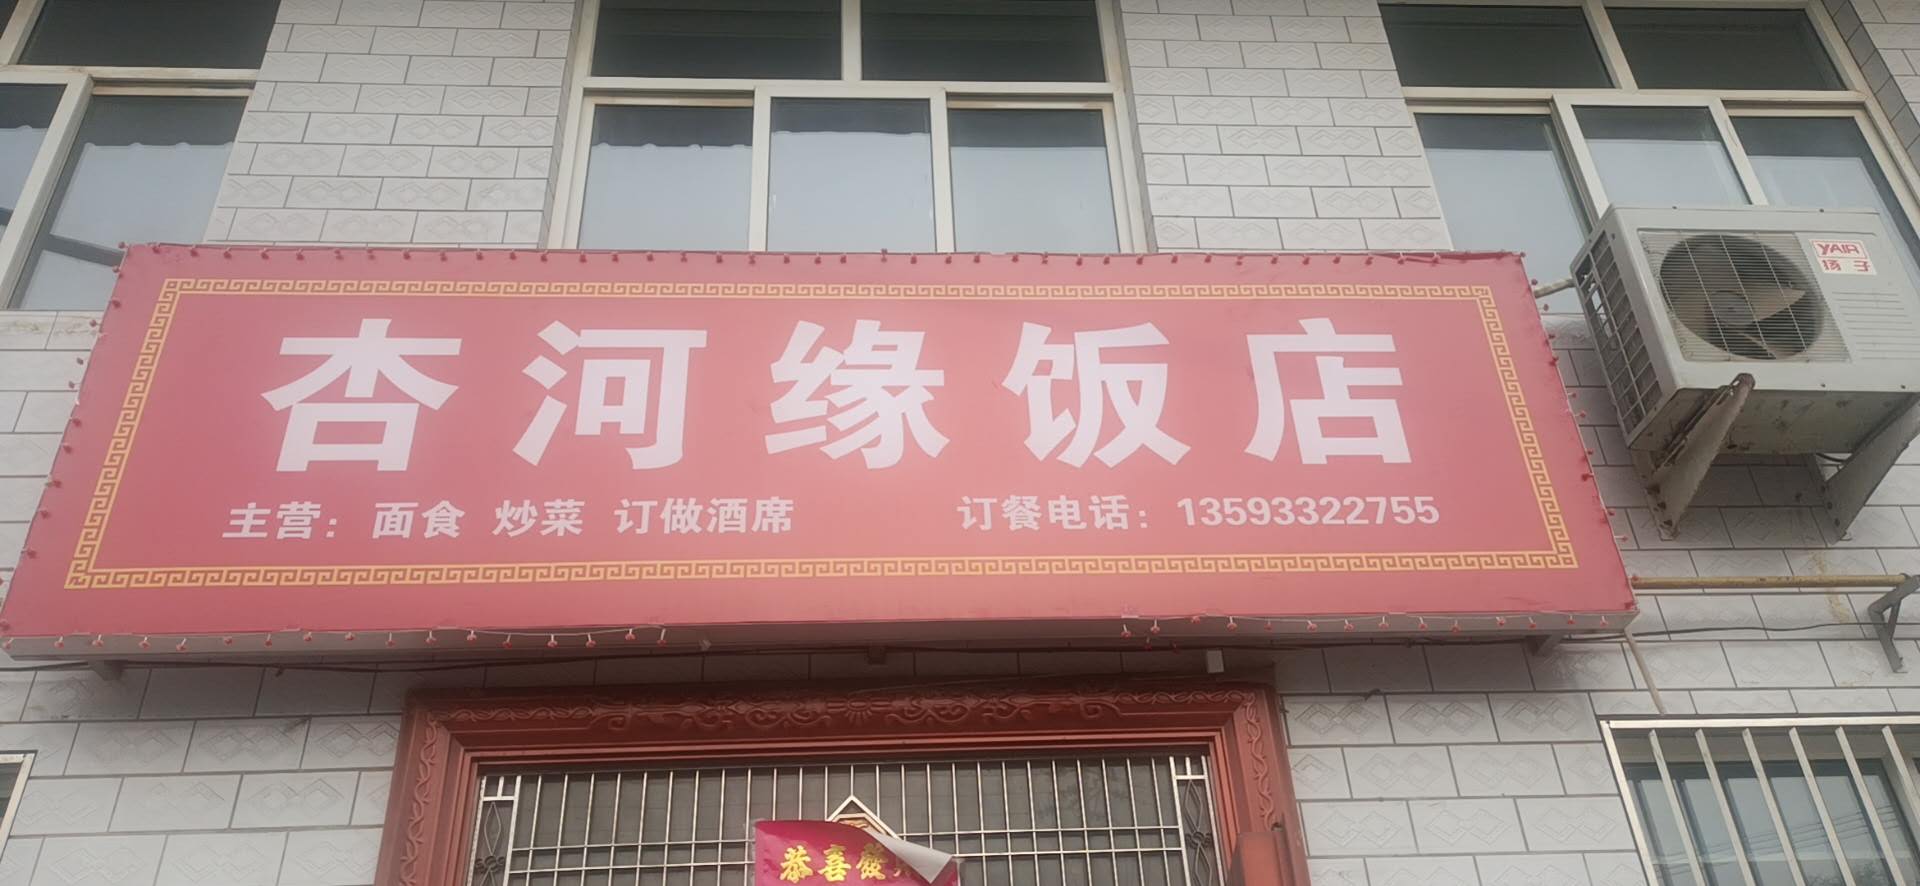 杏河缘饭店
主营：面食 炒菜 订做酒席
订餐电话：13593322755
YAIR
扬子
恭喜發